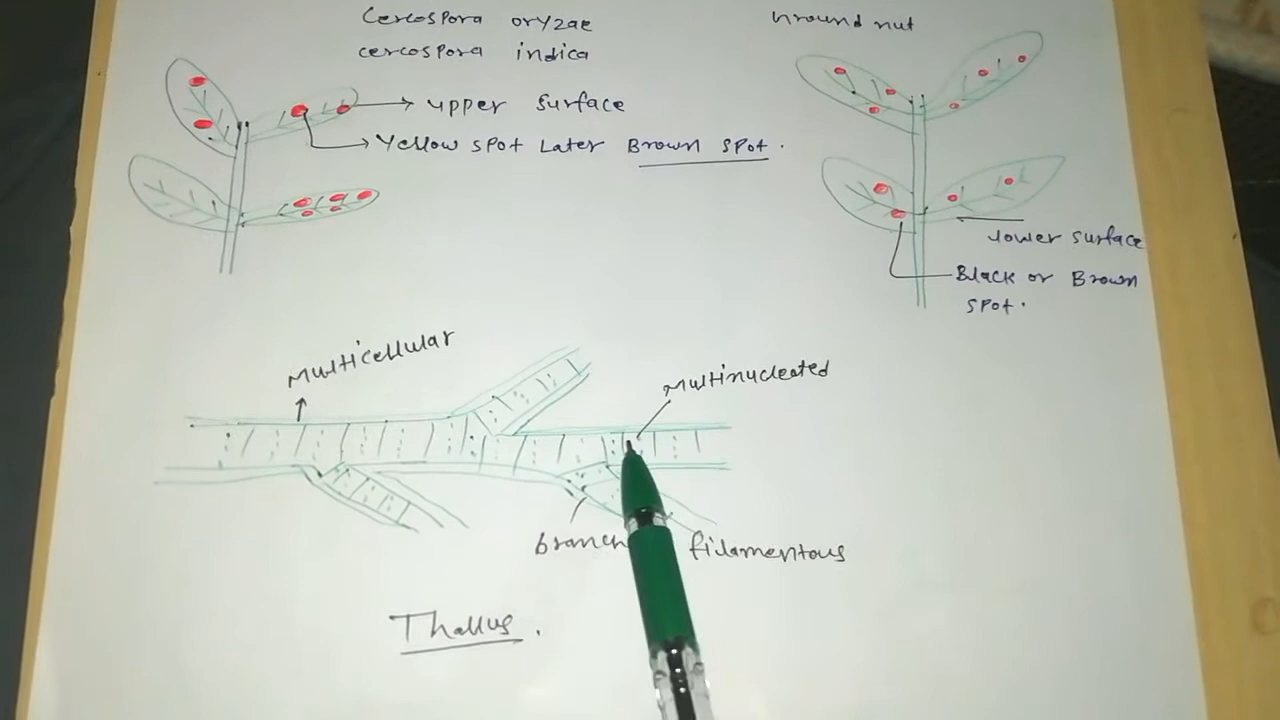 Cercospora oryzae
cercospora indica
upper surface
Yellow spot Later Brown spot.
Ground nut
lower surface
Black or Brown
spot.
Multicellular
Multinucleated
filamentous
Thallus.